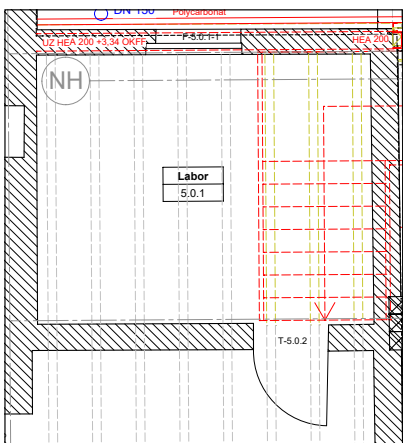 DN 150
Polycarbonat
UZ HEA 200 +3,34 OKFF
F-5.0.1-1
HEA 200
NH
Labor
5.0.1
T-5.0.2